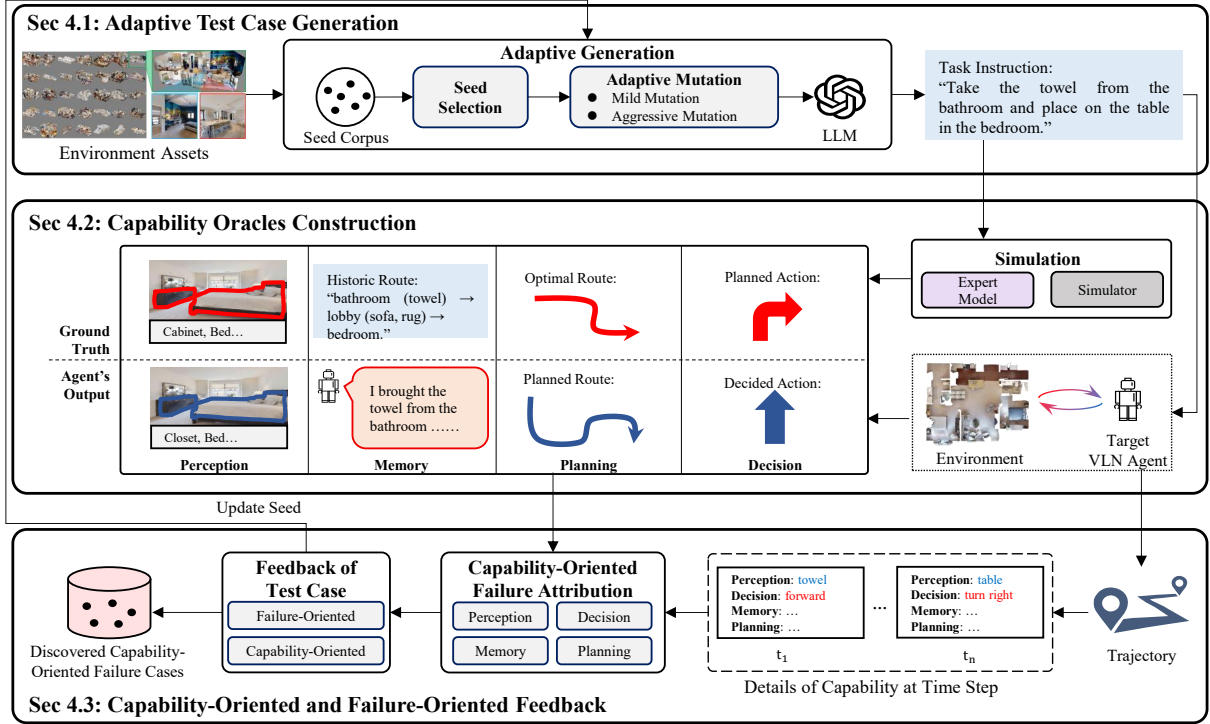 Sec 4.1: Adaptive Test Case Generation
Environment Assets
Adaptive Generation
Seed Corpus
Seed
Selection
Adaptive Mutation
● Mild Mutation
● Aggressive Mutation
LLM
Task Instruction:
“Take the towel from the
bathroom and place on the table
in the bedroom.”
Sec 4.2: Capability Oracles Construction
Ground
Truth
Cabinet, Bed…
Historic Route:
“bathroom (towel) →
lobby (sofa, rug) →
bedroom.”
Optimal Route:
Planned Action:
Agent’s
Output
Closet, Bed…
I brought the
towel from the
bathroom ……
Planned Route:
Decided Action:
Perception
Memory
Planning
Decision
Simulation
Expert
Model
Simulator
Environment
Target
VLN Agent
Update Seed
Discovered Capability-
Oriented Failure Cases
Feedback of
Test Case
Failure-Oriented
Capability-Oriented
Capability-Oriented
Failure Attribution
Perception
Decision
Memory
Planning
Perception: towel
Decision: forward
Memory: …
Planning: …
t1
...
Perception: table
Decision: turn right
Memory: …
Planning: …
tn
Details of Capability at Time Step
Trajectory
Sec 4.3: Capability-Oriented and Failure-Oriented Feedback